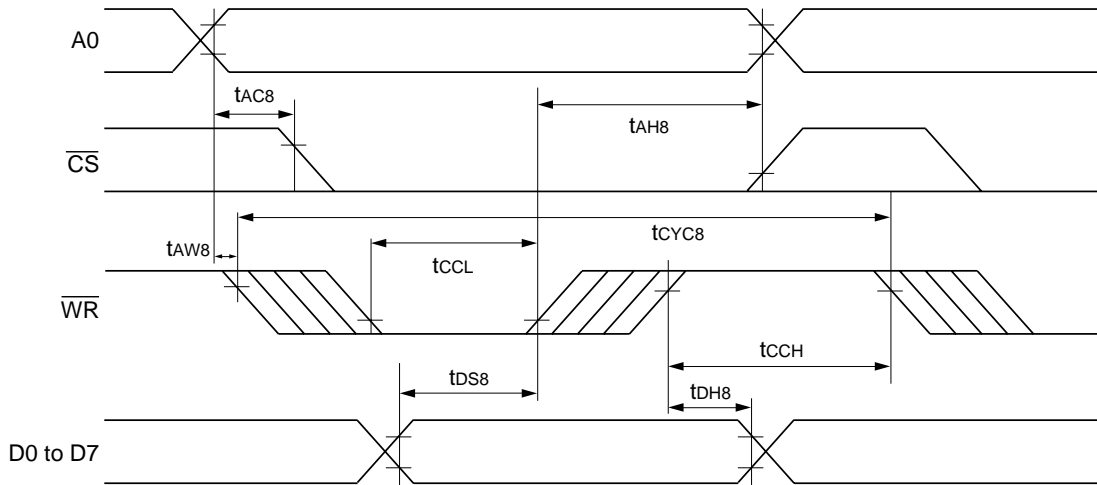 A0
tAC8
tAH8
CS
tCYC8
tAW8
tCCL
WR
tCCH
tDS8
tDH8
D0 to D7